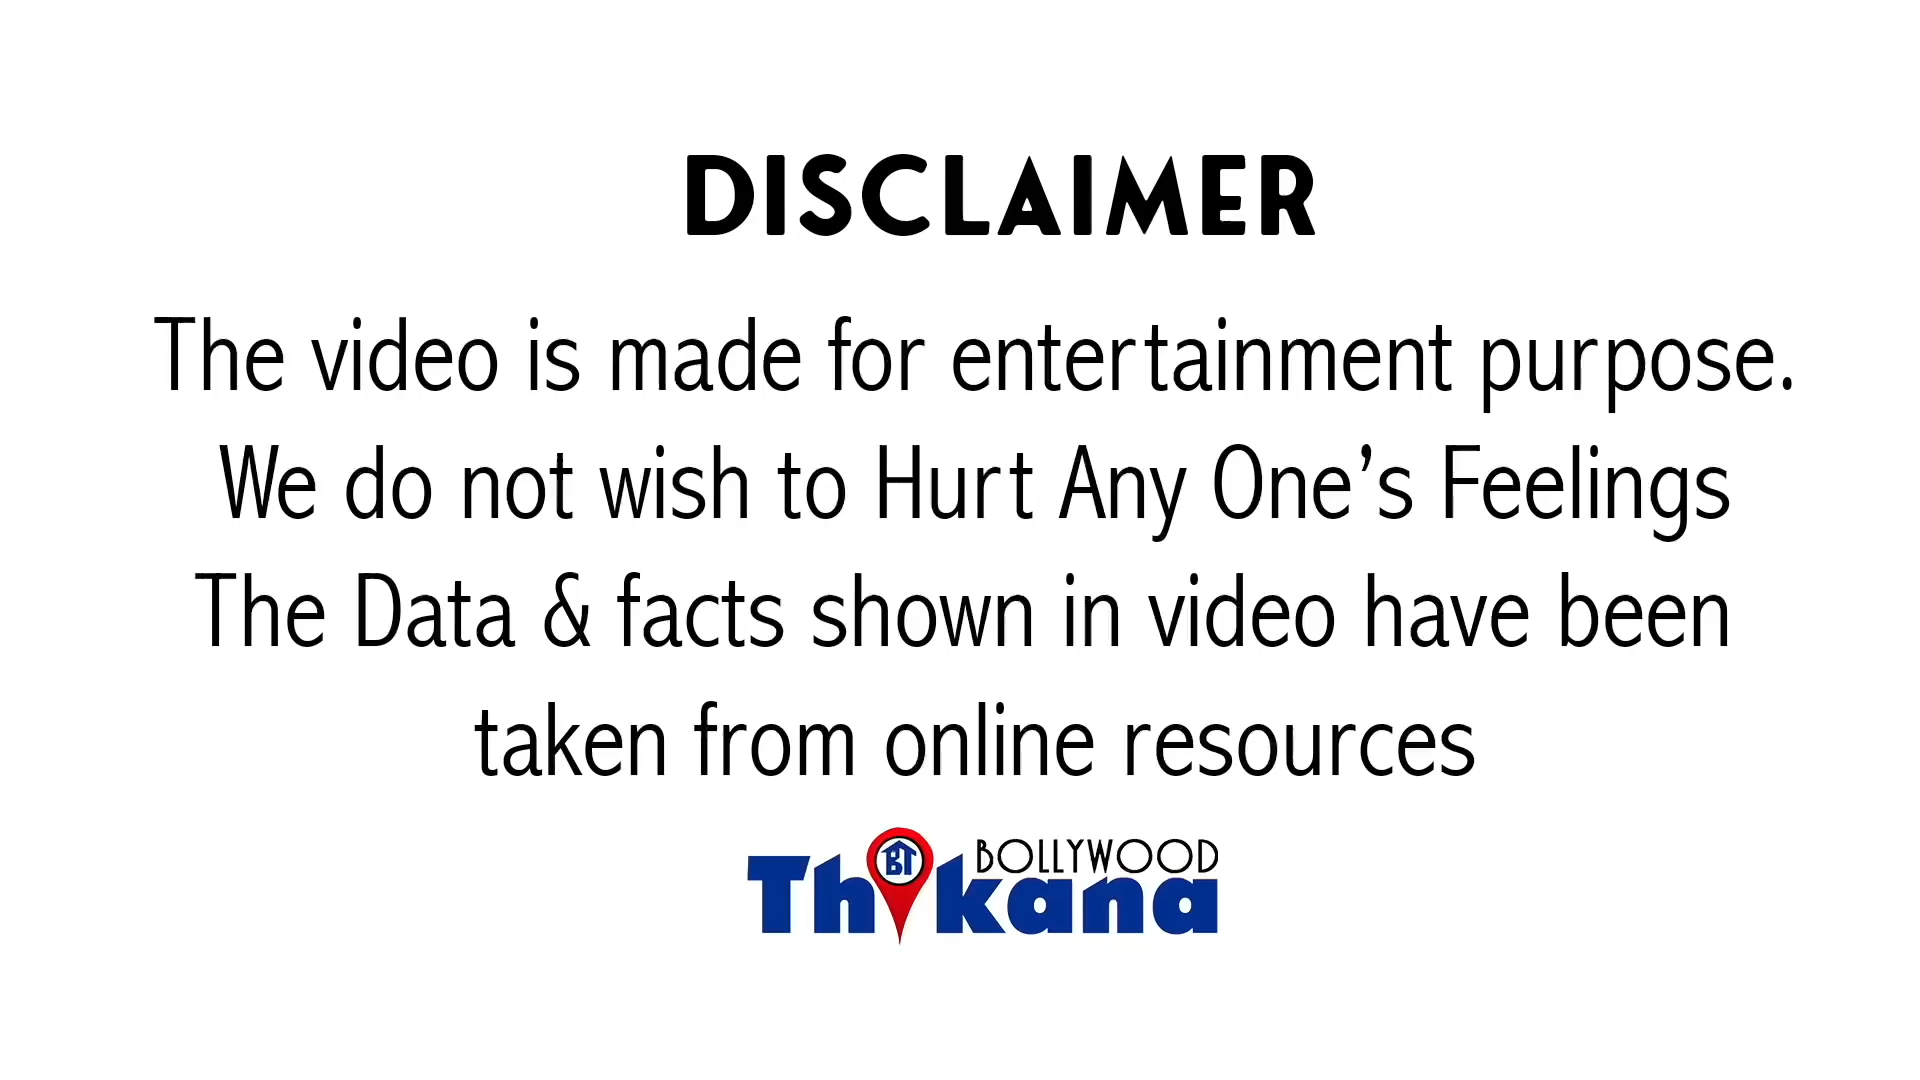 DISCLAIMER
The video is made for entertainment purpose.
We do not wish to Hurt Any One’s Feelings
The Data & facts shown in video have been
taken from online resources
BT
BOLLYWOOD
Thikana